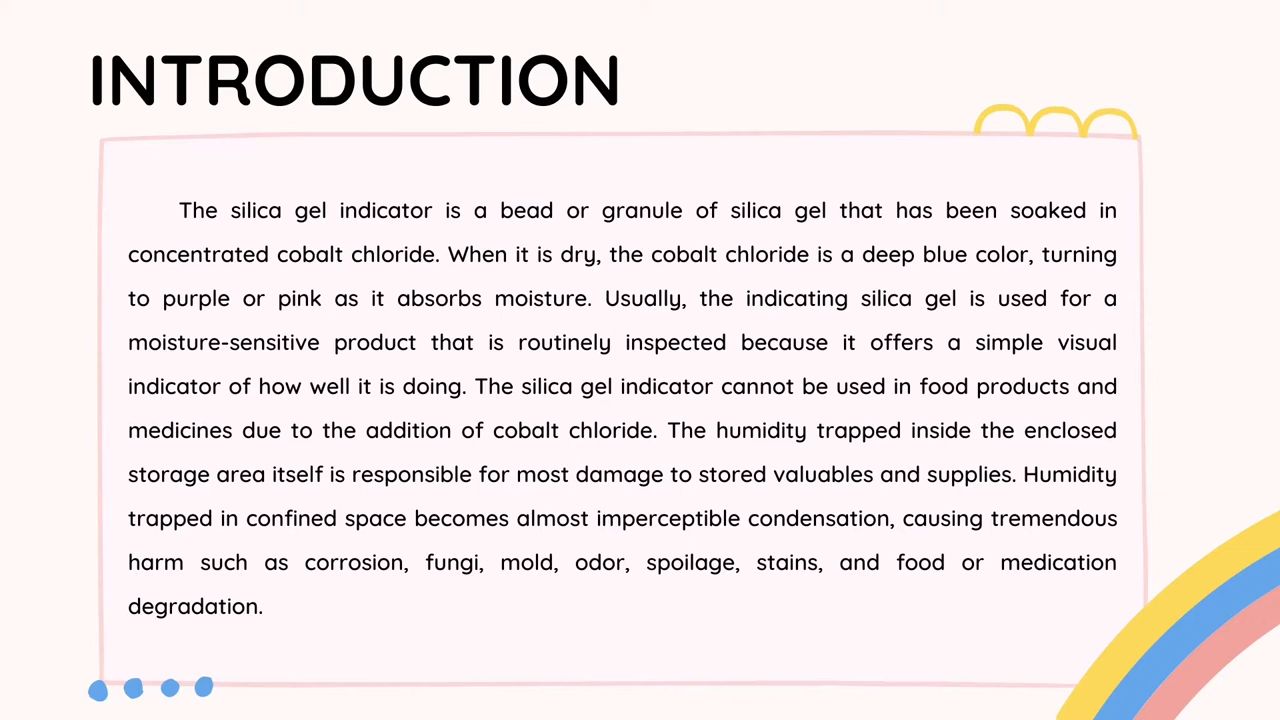 INTRODUCTION
The silica gel indicator is a bead or granule of silica gel that has been soaked in
concentrated cobalt chloride. When it is dry, the cobalt chloride is a deep blue color, turning
to purple or pink as it absorbs moisture. Usually, the indicating silica gel is used for a
moisture-sensitive product that is routinely inspected because it offers a simple visual
indicator of how well it is doing. The silica gel indicator cannot be used in food products and
medicines due to the addition of cobalt chloride. The humidity trapped inside the enclosed
storage area itself is responsible for most damage to stored valuables and supplies. Humidity
trapped in confined space becomes almost imperceptible condensation, causing tremendous
harm such as corrosion, fungi, mold, odor, spoilage, stains, and food or medication
degradation.